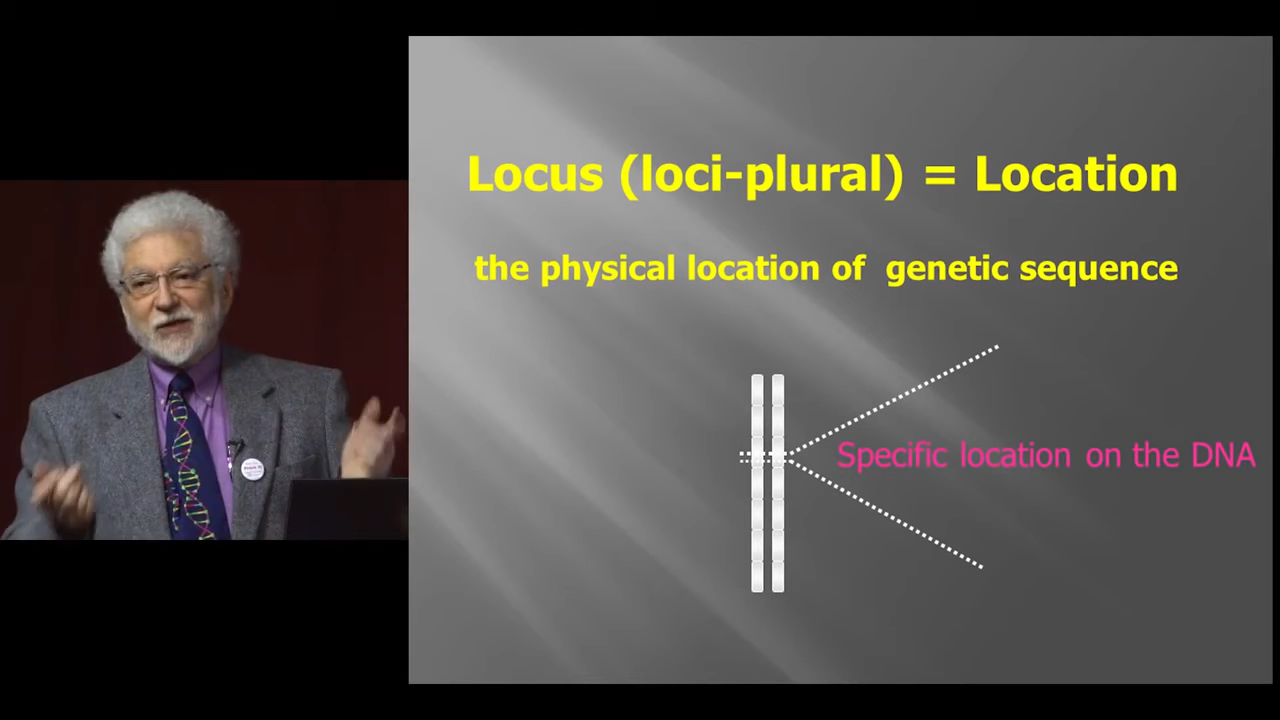 Locus (loci-plural) = Location
the physical location of genetic sequence
Specific location on the DNA